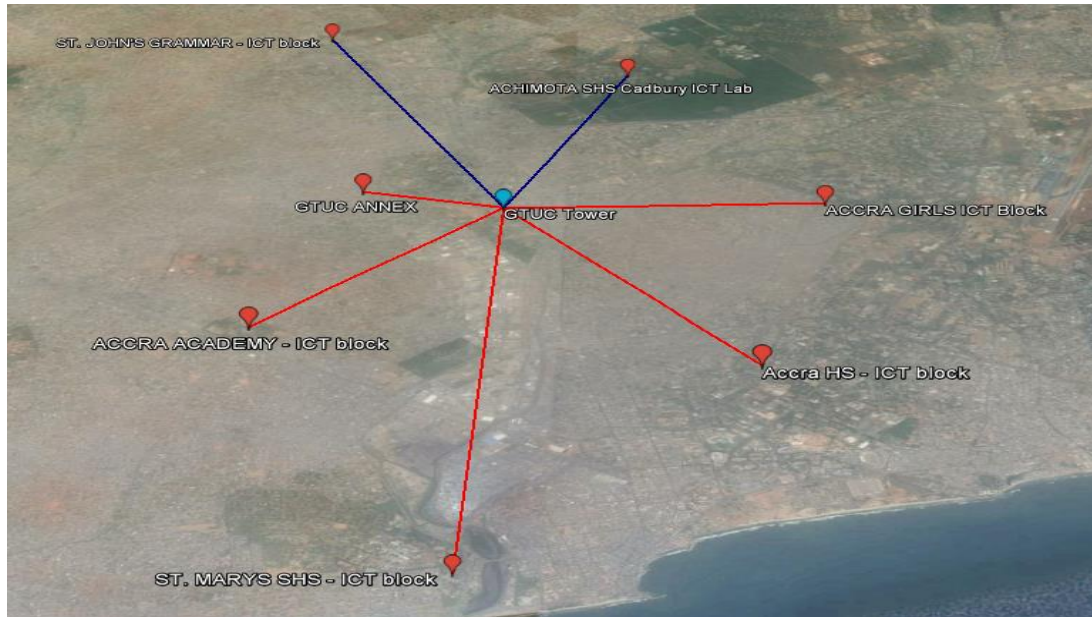 ST. JOHN'S GRAMMAR - ICT block
ACHIMOTA SHS Cadbury ICT Lab
GTUC ANNEX
GTUC Tower
ACCRA GIRLS ICT Block
ACCRA ACADEMY - ICT block
Accra HS - ICT block
ST. MARYS SHS - ICT block